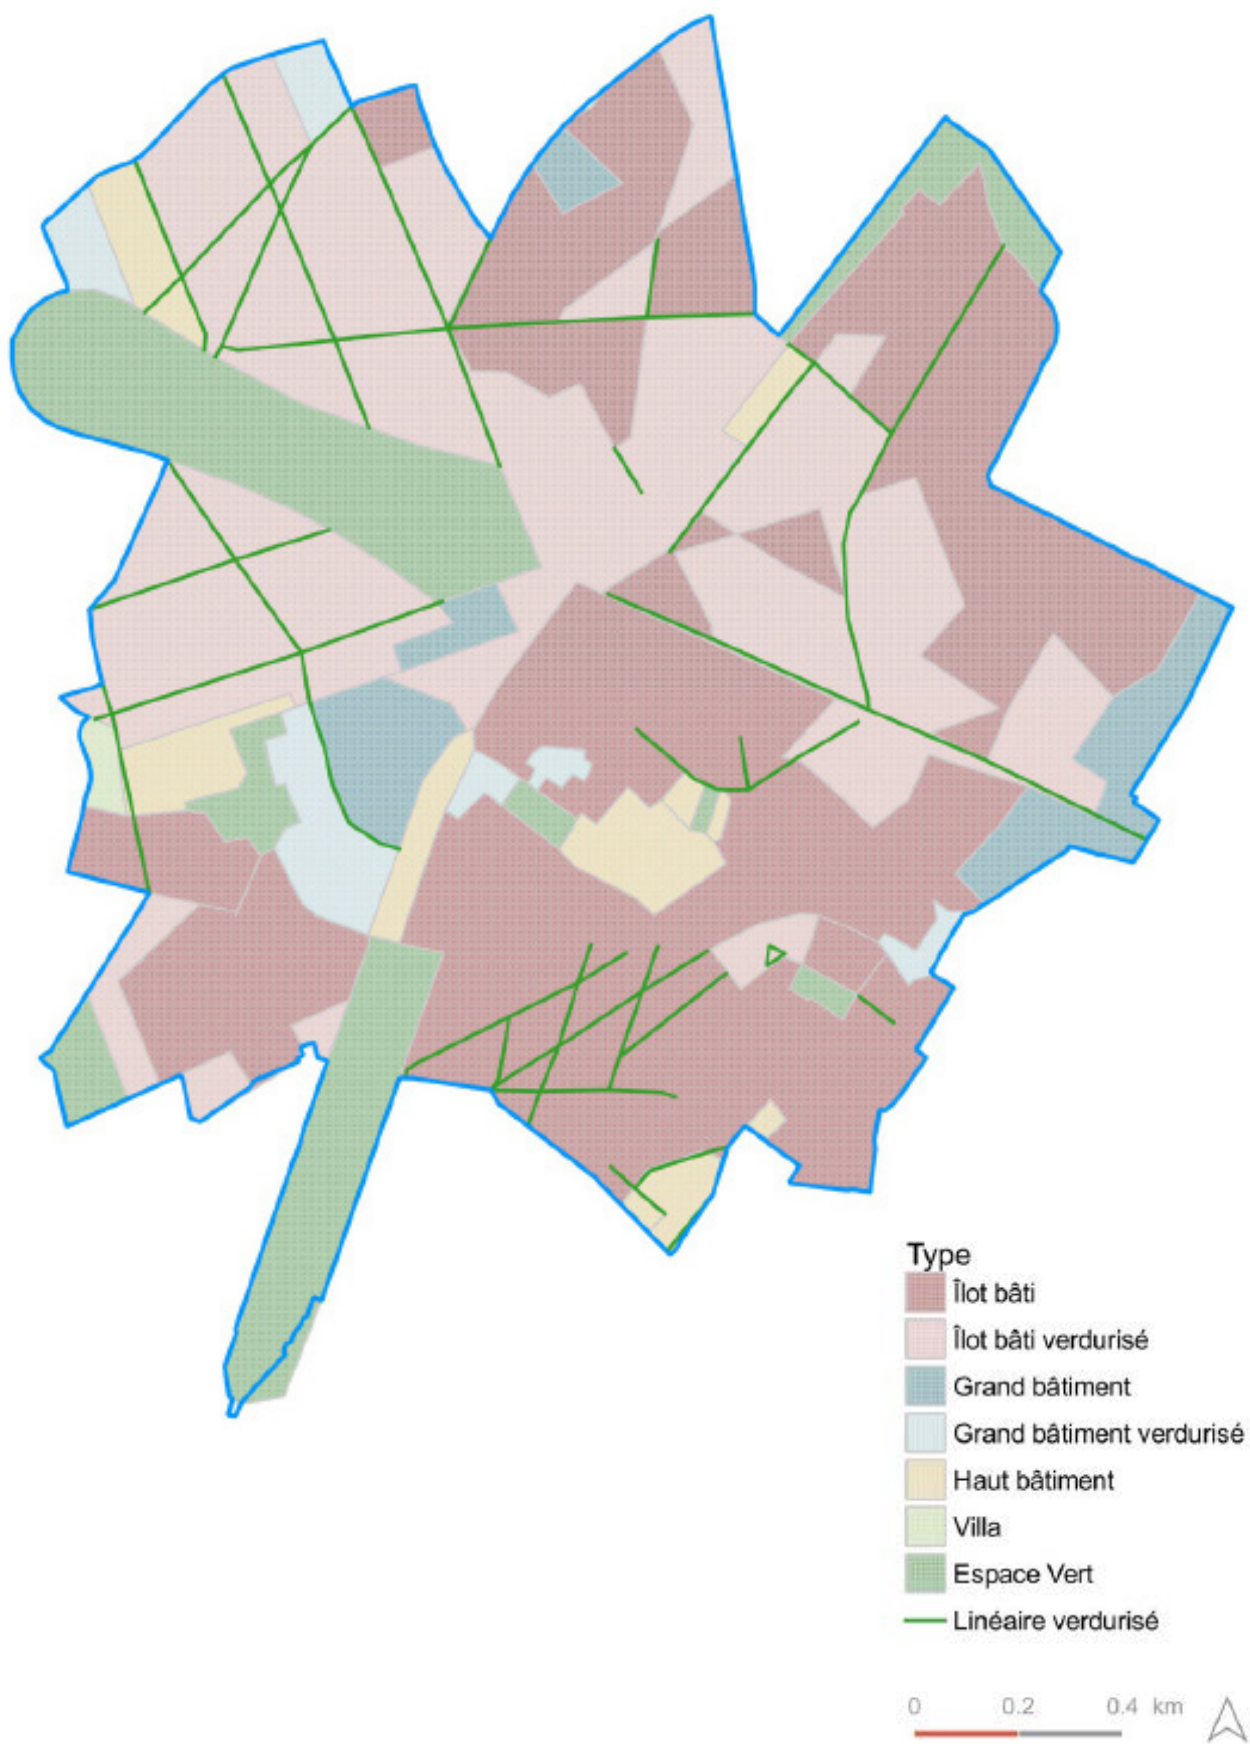 Type
Îlot bâti
Îlot bâti verdurisé
Grand bâtiment
Grand bâtiment verdurisé
Haut bâtiment
Villa
Espace Vert
Linéaire verdurisé
0 0.2 0.4 km